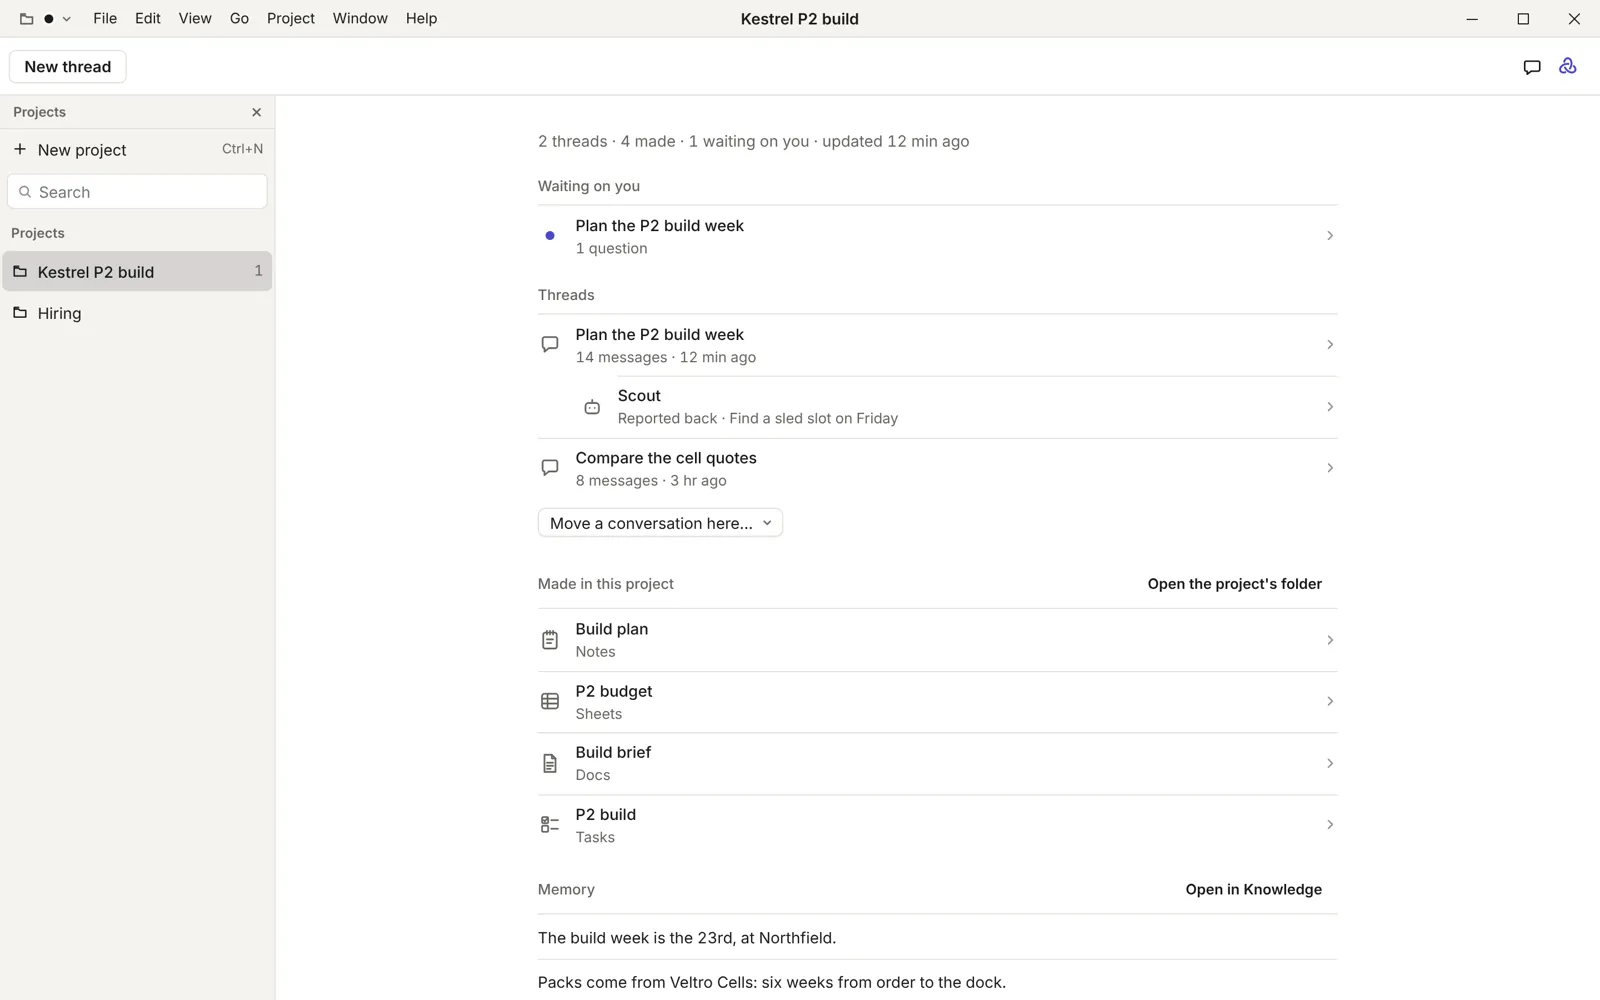 File Edit View Go Project Window Help
Kestrel P2 build
New thread
Projects
New project Ctrl+N
Search
Projects
Kestrel P2 build 1
Hiring
2 threads · 4 made · 1 waiting on you · updated 12 min ago
Waiting on you
Plan the P2 build week
1 question
Threads
Plan the P2 build week
14 messages · 12 min ago
Scout
Reported back · Find a sled slot on Friday
Compare the cell quotes
8 messages · 3 hr ago
Move a conversation here...
Made in this project Open the project's folder
Build plan
Notes
P2 budget
Sheets
Build brief
Docs
P2 build
Tasks
Memory Open in Knowledge
The build week is the 23rd, at Northfield.
Packs come from Veltro Cells: six weeks from order to the dock.